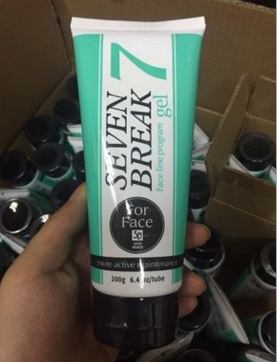 SEVEN
BREAK 7
Face line program gel
For
Face
more active maintenance
200g 6.4 oz/tube